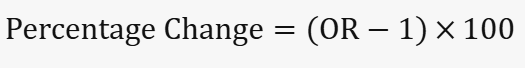 Percentage Change = (OR − 1) × 100